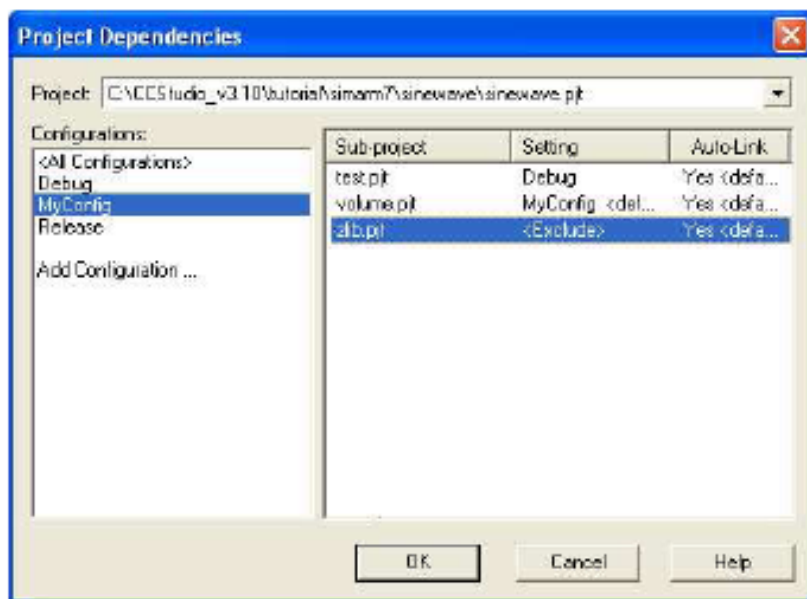 Project Dependencies
Project: C:\CCStudio_v3.10\tutorial\simarm7\sinewave\sinewave.pjt
Configurations:
<All Configurations>
Debug
MyConfig
Release
Add Configuration ...
Sub-project Setting Auto-Link
test.pjt Debug Yes <defa...
volume.pjt MyConfig <def... Yes <defa...
zlib.pjt <Exclude> Yes <defa...
OK Cancel Help